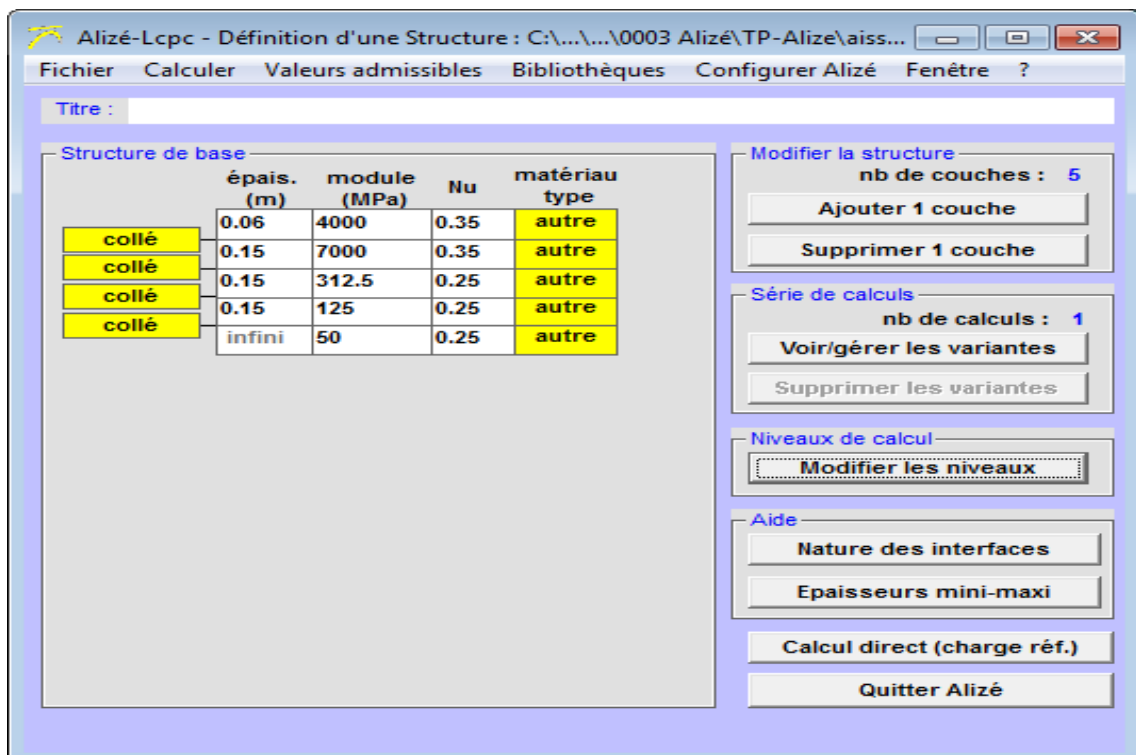 Alizé-Lcpc - Définition d'une Structure : C:\...\...\0003 Alizé\TP-Alize\aiss...
Fichier Calculer Valeurs admissibles Bibliothèques Configurer Alizé Fenêtre ?
Titre :
Structure de base
épais. (m) module (MPa) Nu matériau type
0.06 4000 0.35 autre
collé
0.15 7000 0.35 autre
collé
0.15 312.5 0.25 autre
collé
0.15 125 0.25 autre
collé
infini 50 0.25 autre
Modifier la structure
nb de couches : 5
Ajouter 1 couche
Supprimer 1 couche
Série de calculs
nb de calculs : 1
Voir/gérer les variantes
Supprimer les variantes
Niveaux de calcul
Modifier les niveaux
Aide
Nature des interfaces
Epaisseurs mini-maxi
Calcul direct (charge réf.)
Quitter Alizé